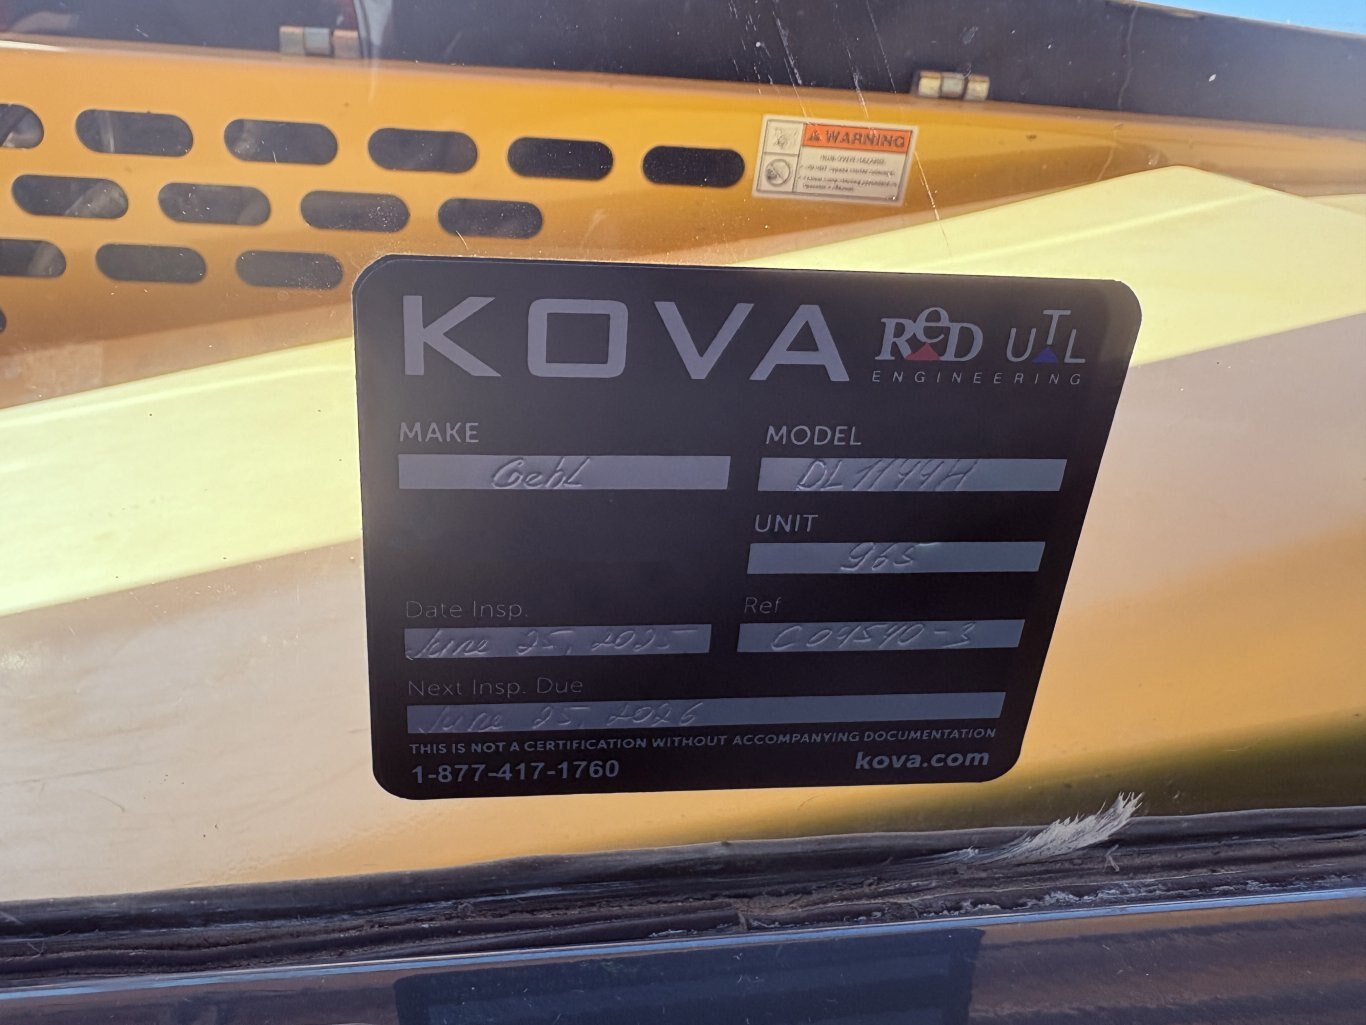 WARNING
KOVA ReD UTL
ENGINEERING
MAKE MODEL
Gehl DL1144H
UNIT
965
Date Insp. Ref
June 25, 2025 C04540-3
Next Insp. Due
June 25, 2026
THIS IS NOT A CERTIFICATION WITHOUT ACCOMPANYING DOCUMENTATION
1-877-417-1760 kova.com